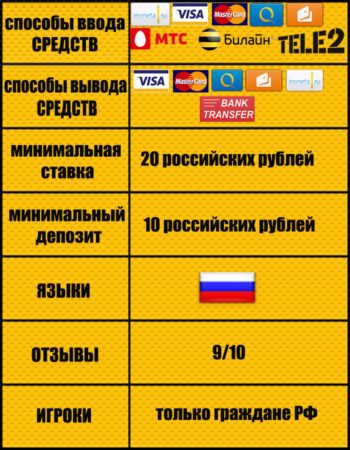 способы ввода
СРЕДСТВ
moneta.ru VISA MasterCard
МТС Билайн TELE2
способы вывода
СРЕДСТВ
VISA MasterCard moneta.ru
BANK
TRANSFER
минимальная
ставка
20 российских рублей
минимальный
депозит
10 российских рублей
ЯЗЫКИ
ОТЗЫВЫ
9/10
ИГРОКИ
только граждане РФ